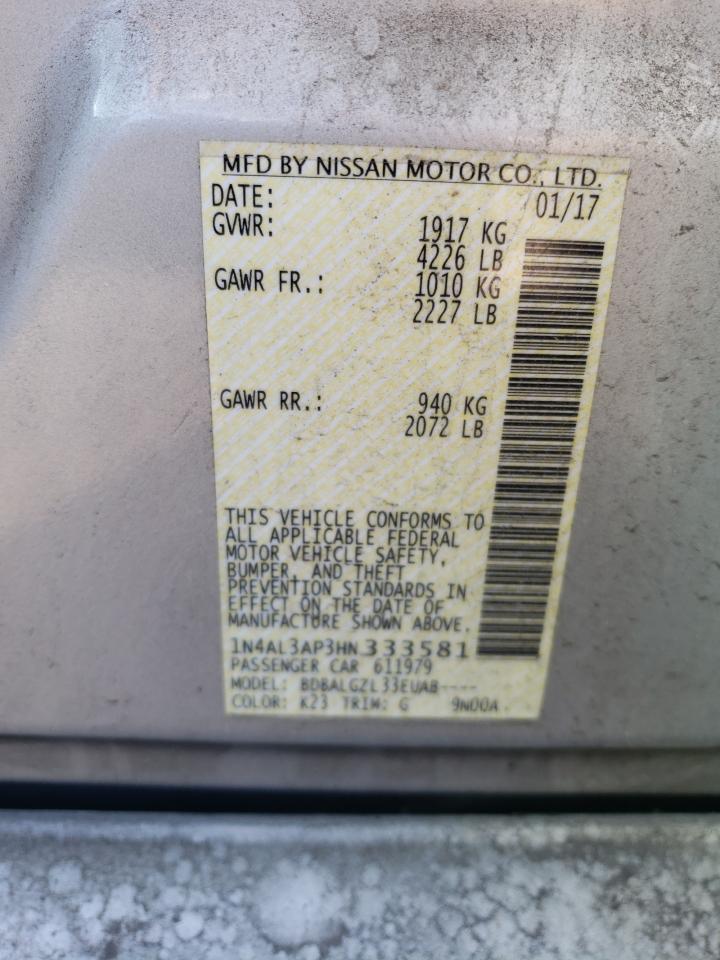 MFD BY NISSAN MOTOR CO., LTD.
DATE: 01/17
GVWR: 1917 KG
4226 LB
GAWR FR.: 1010 KG
2227 LB
GAWR RR.: 940 KG
2072 LB
THIS VEHICLE CONFORMS TO
ALL APPLICABLE FEDERAL
MOTOR VEHICLE SAFETY,
BUMPER, AND THEFT
PREVENTION STANDARDS IN
EFFECT ON THE DATE OF
MANUFACTURE SHOWN ABOVE.
1N4AL3AP3HN333581
PASSENGER CAR 611979
MODEL: BDBALGZL33EUAB----
COLOR: K23 TRIM: G 9N00A